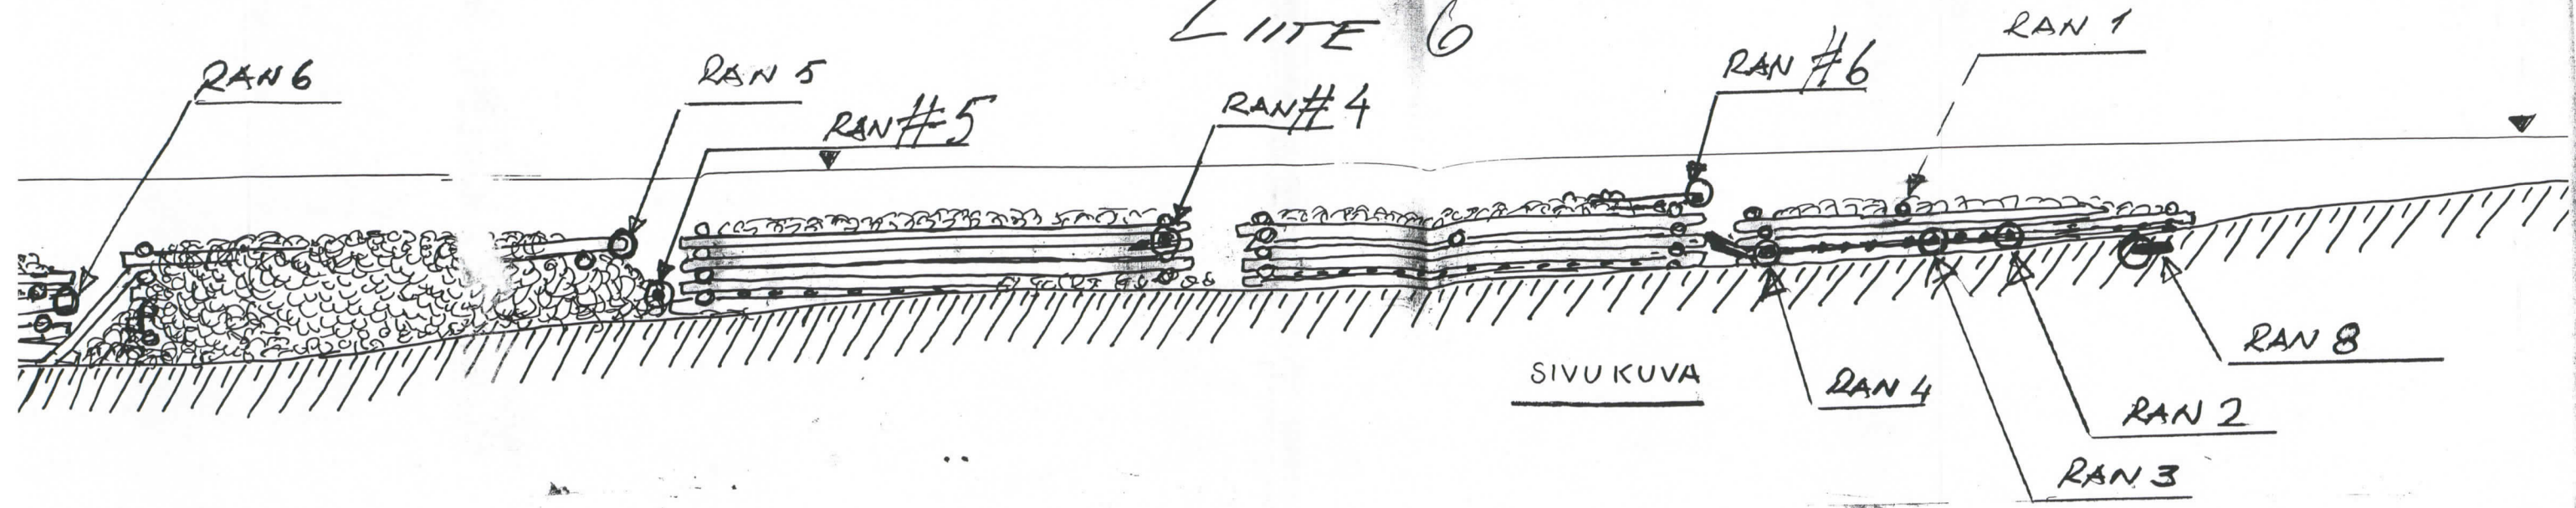 LIITE 6
RAN 6
RAN 5
RAN #5
RAN #4
RAN #6
RAN 1
SIVUKUVA
RAN 4
RAN 8
RAN 2
RAN 3